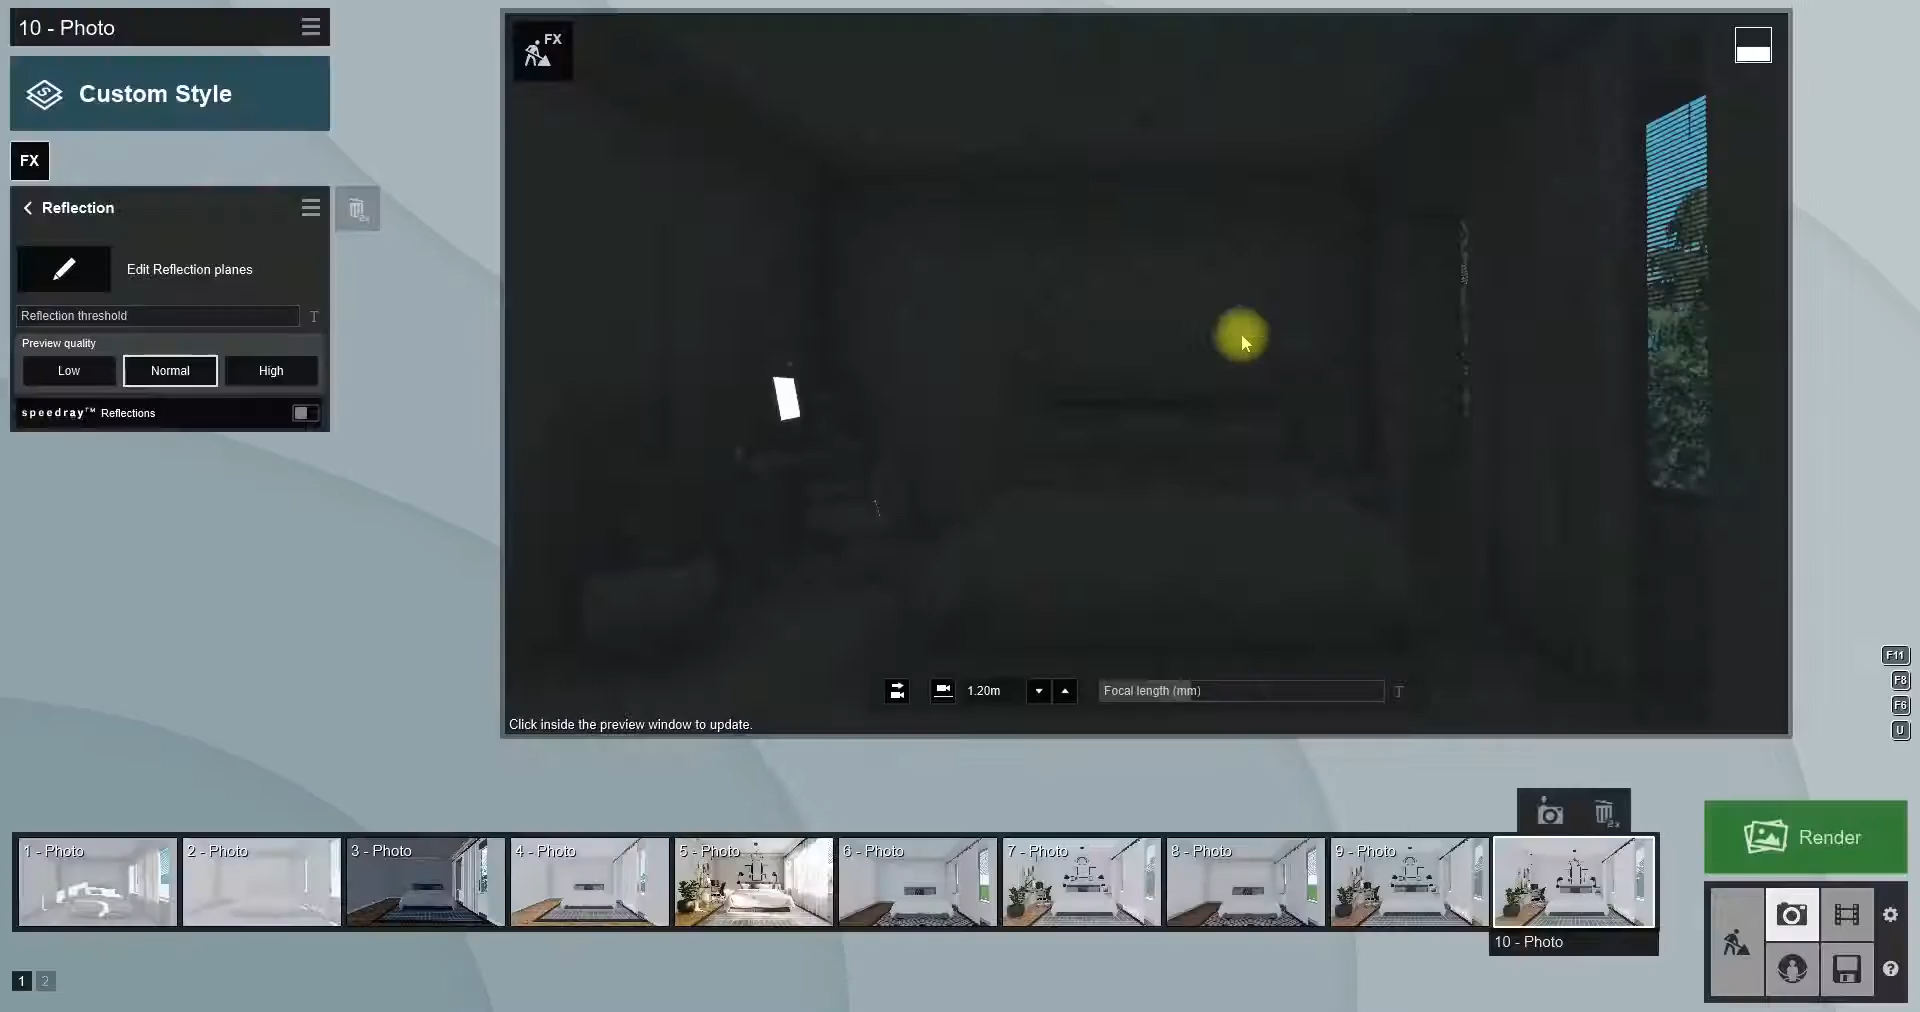 10 - Photo
Custom Style
FX
FX
Reflection
Edit Reflection planes
Reflection threshold
T
Preview quality
Low
Normal
High
speedray™ Reflections
1.20m
Focal length (mm)
T
Click inside the preview window to update.
F11
F8
F6
U
1 - Photo
2 - Photo
3 - Photo
4 - Photo
5 - Photo
6 - Photo
7 - Photo
8 - Photo
9 - Photo
10 - Photo
Render
1
2